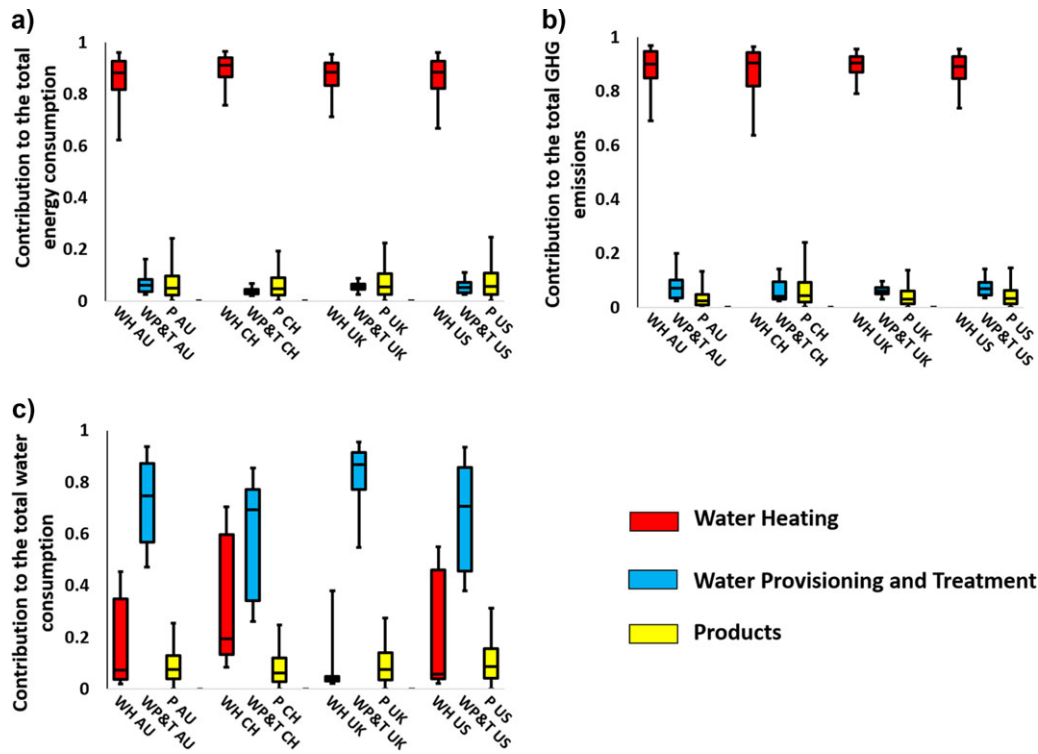 a)
Contribution to the total
energy consumption
1
0.8
0.6
0.4
0.2
0
WH AU
WP&T AU
P AU
WH CH
WP&T CH
P CH
WH UK
WP&T UK
P UK
WH US
WP&T US
P US
b)
Contribution to the total GHG
emissions
1
0.8
0.6
0.4
0.2
0
WH AU
WP&T AU
P AU
WH CH
WP&T CH
P CH
WH UK
WP&T UK
P UK
WH US
WP&T US
P US
c)
Contribution to the total water
consumption
1
0.8
0.6
0.4
0.2
0
WH AU
WP&T AU
P AU
WH CH
WP&T CH
P CH
WH UK
WP&T UK
P UK
WH US
WP&T US
P US
Water Heating
Water Provisioning and Treatment
Products